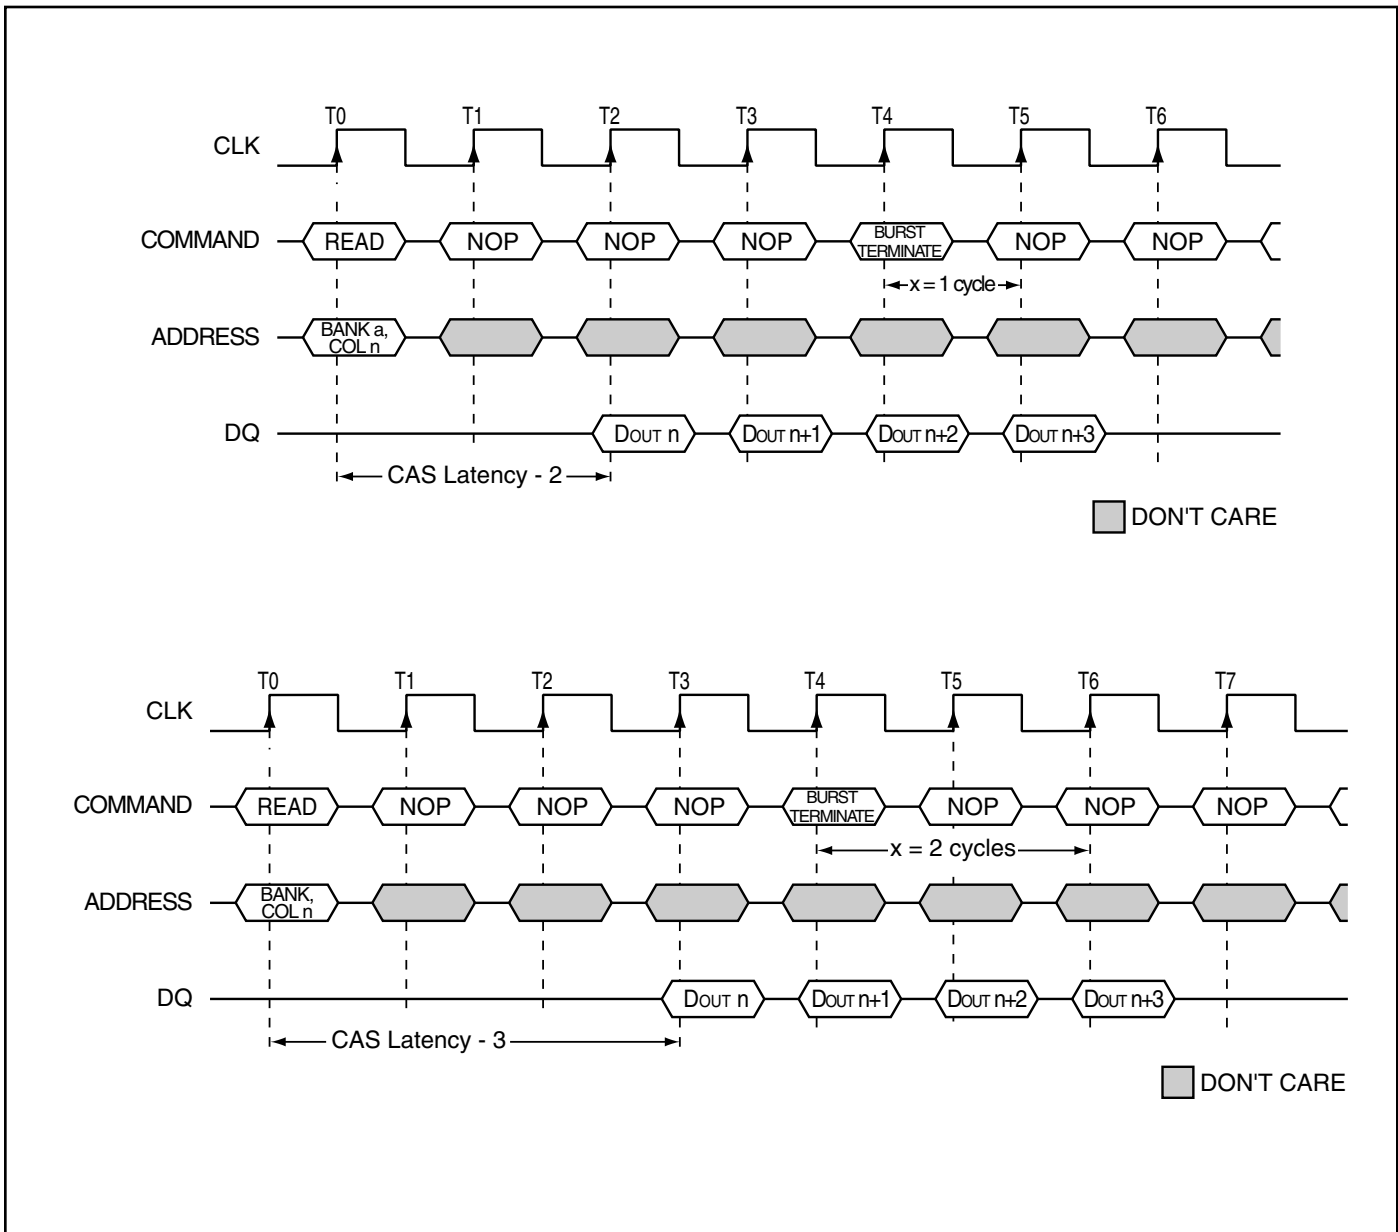 T0 T1 T2 T3 T4 T5 T6
CLK
COMMAND READ NOP NOP NOP BURST TERMINATE NOP NOP
x = 1 cycle
ADDRESS BANK a, COL n
DQ DOUT n DOUT n+1 DOUT n+2 DOUT n+3
CAS Latency - 2
DON'T CARE
T0 T1 T2 T3 T4 T5 T6 T7
CLK
COMMAND READ NOP NOP NOP BURST TERMINATE NOP NOP NOP
x = 2 cycles
ADDRESS BANK, COL n
DQ DOUT n DOUT n+1 DOUT n+2 DOUT n+3
CAS Latency - 3
DON'T CARE